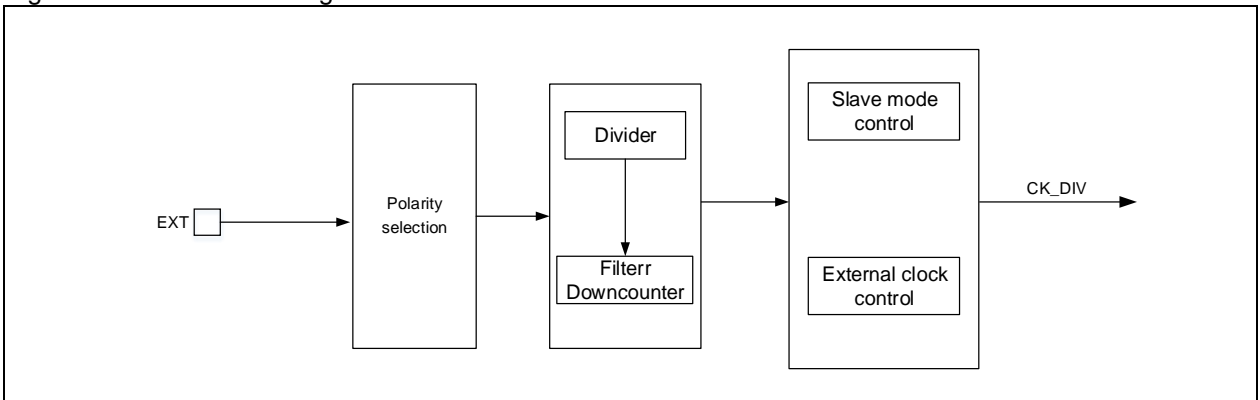 Slave mode
control
Divider
CK_DIV
Polarity
selection
EXT
Filterr
Downcounter
External clock
control